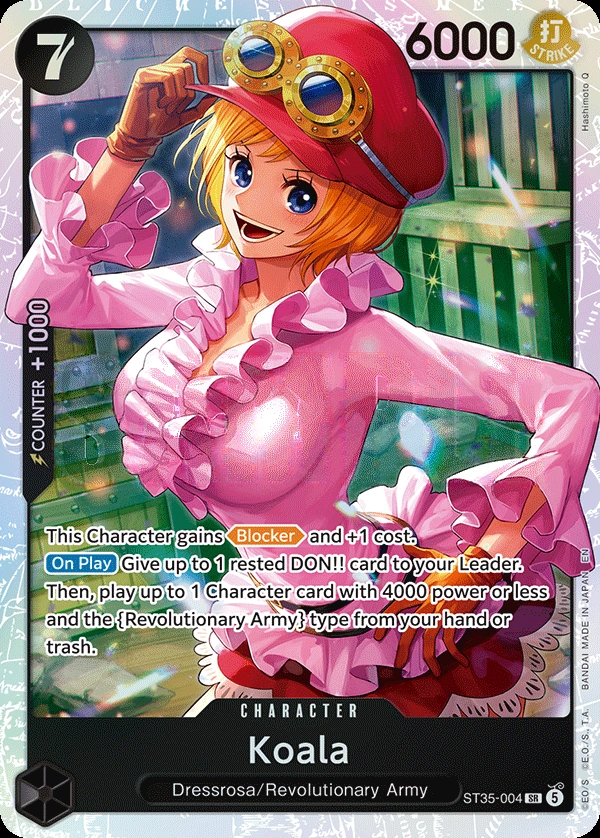 7
6000
打
STRIKE
Hashimoto Q
COUNTER +1000
This Character gains Blocker and +1 cost.
On Play Give up to 1 rested DON!! card to your Leader.
Then, play up to 1 Character card with 4000 power or less
and the {Revolutionary Army} type from your hand or
trash.
BANDAI MADE IN JAPAN EN
©E.O./S, T.A.
©EO/S
CHARACTER
Koala
Dressrosa/Revolutionary Army
ST35-004 SR 5